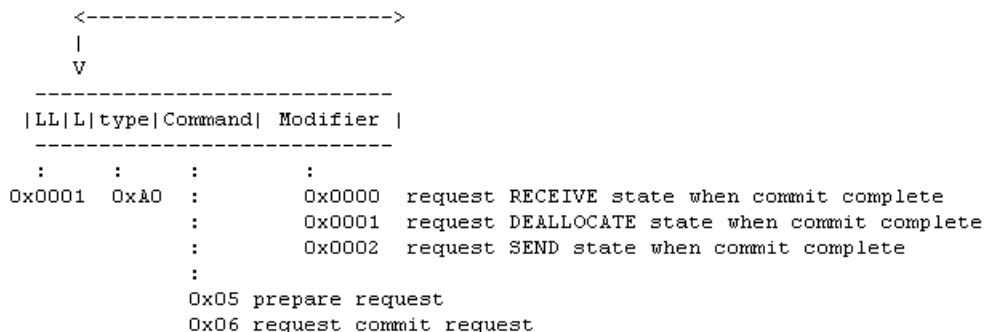 <------------------------>
|
V
----------------------------
|LL|L|type|Command| Modifier |
----------------------------
: : : :
0x0001 0xA0 : 0x0000 request RECEIVE state when commit complete
: 0x0001 request DEALLOCATE state when commit complete
: 0x0002 request SEND state when commit complete
:
0x05 prepare request
0x06 request commit request